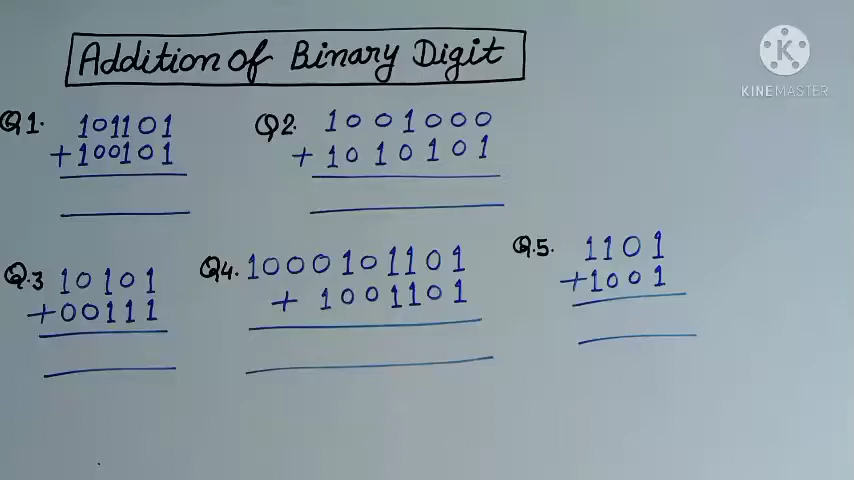 Addition of Binary Digit
K
KINEMASTER
Q1. 101101
+100101
Q2. 1001000
+ 1010101
Q.3 10101
+00111
Q4. 1000101101
+ 1001101
Q.5. 1101
+1001